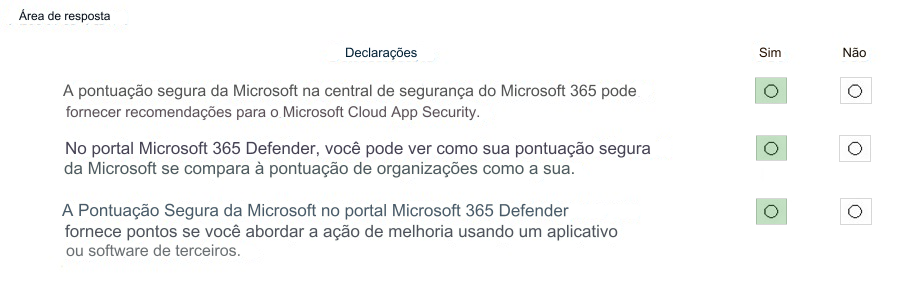 Área de resposta
Declarações Sim Não
A pontuação segura da Microsoft na central de segurança do Microsoft 365 pode
fornecer recomendações para o Microsoft Cloud App Security.
No portal Microsoft 365 Defender, você pode ver como sua pontuação segura
da Microsoft se compara à pontuação de organizações como a sua.
A Pontuação Segura da Microsoft no portal Microsoft 365 Defender
fornece pontos se você abordar a ação de melhoria usando um aplicativo
ou software de terceiros.